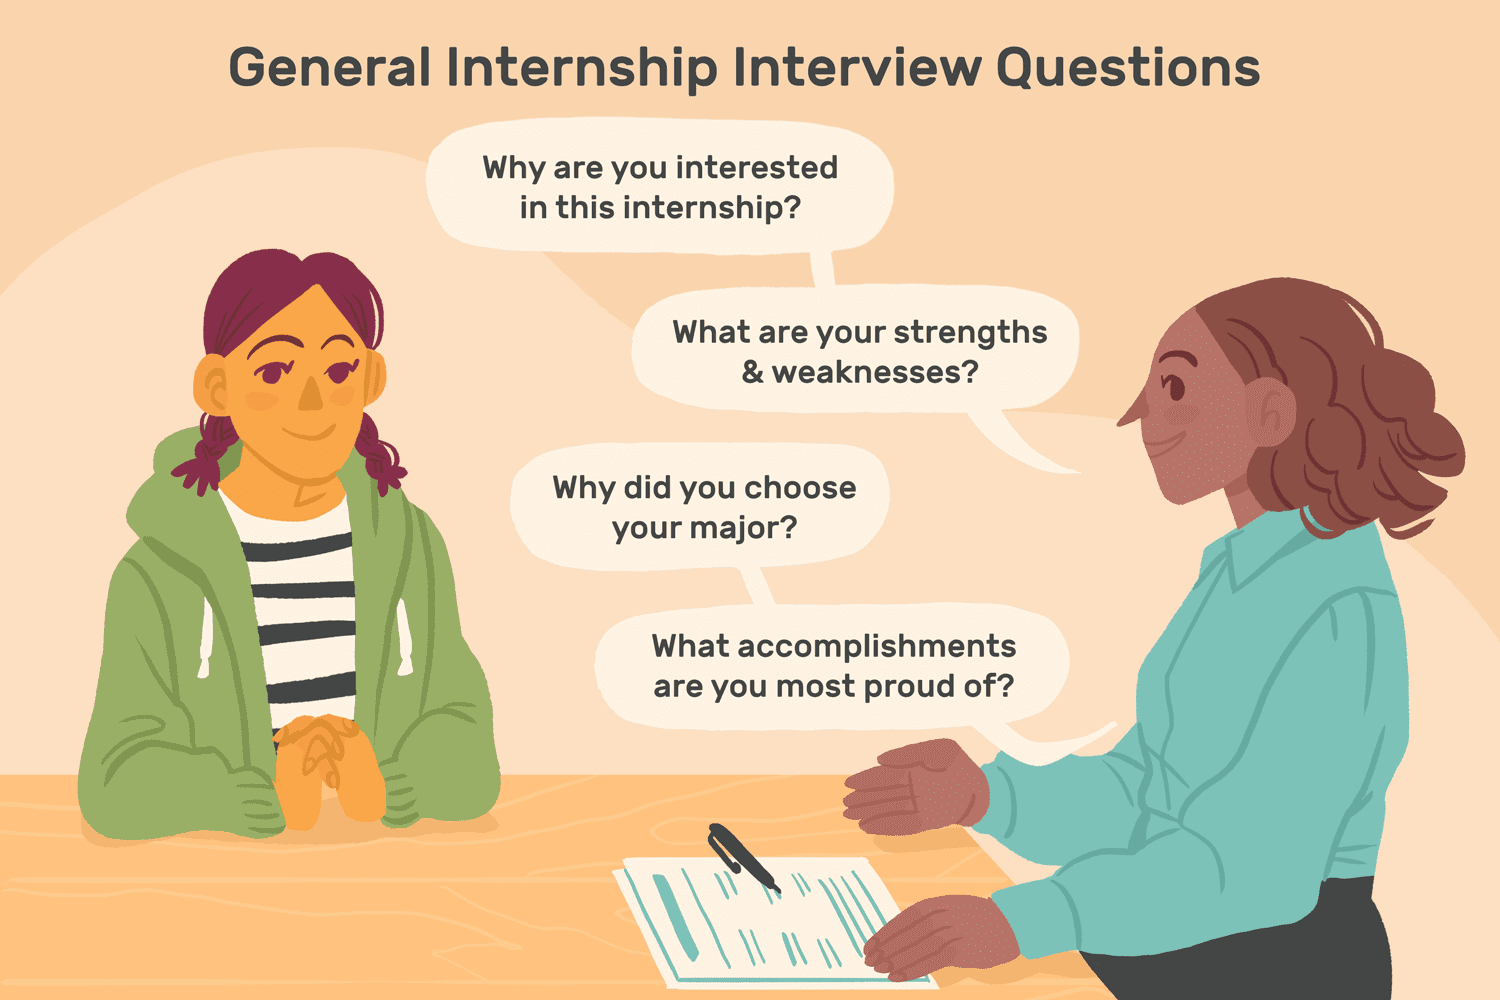 General Internship Interview Questions
Why are you interested
in this internship?
What are your strengths
& weaknesses?
Why did you choose
your major?
What accomplishments
are you most proud of?